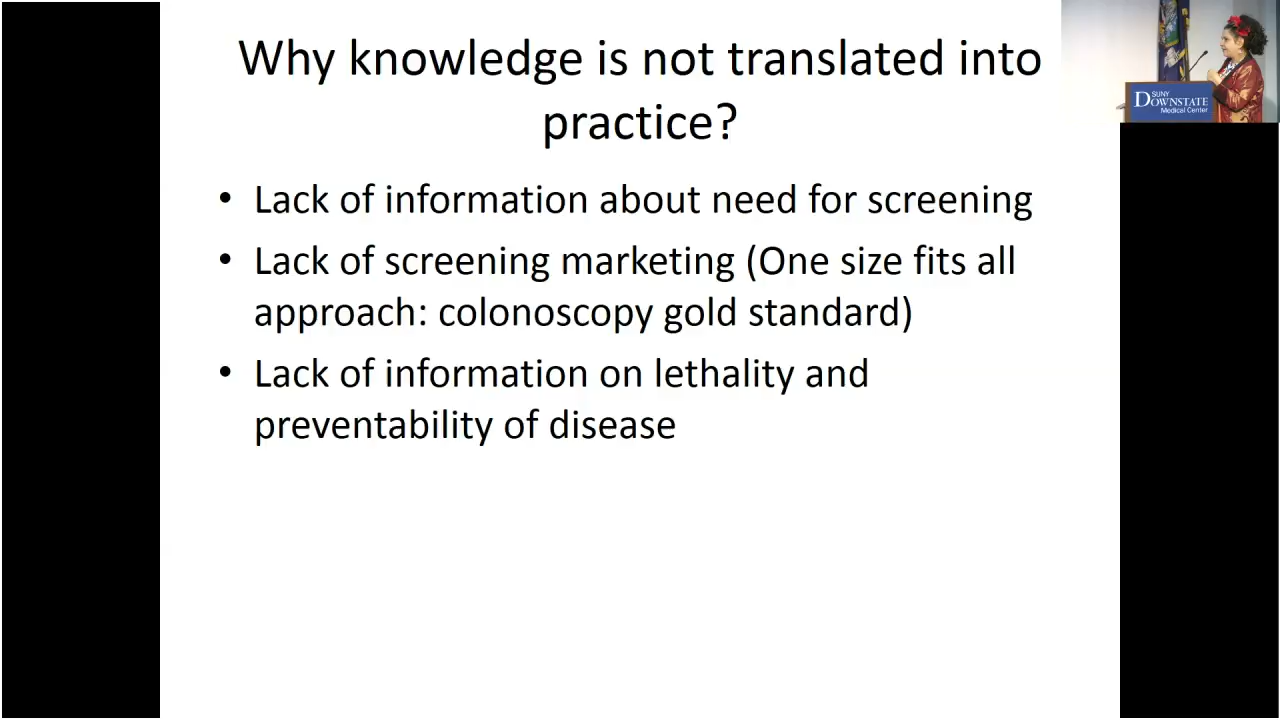 Why knowledge is not translated into
practice?
• Lack of information about need for screening
• Lack of screening marketing (One size fits all
approach: colonoscopy gold standard)
• Lack of information on lethality and
preventability of disease
SUNY
DOWNSTATE
Medical Center